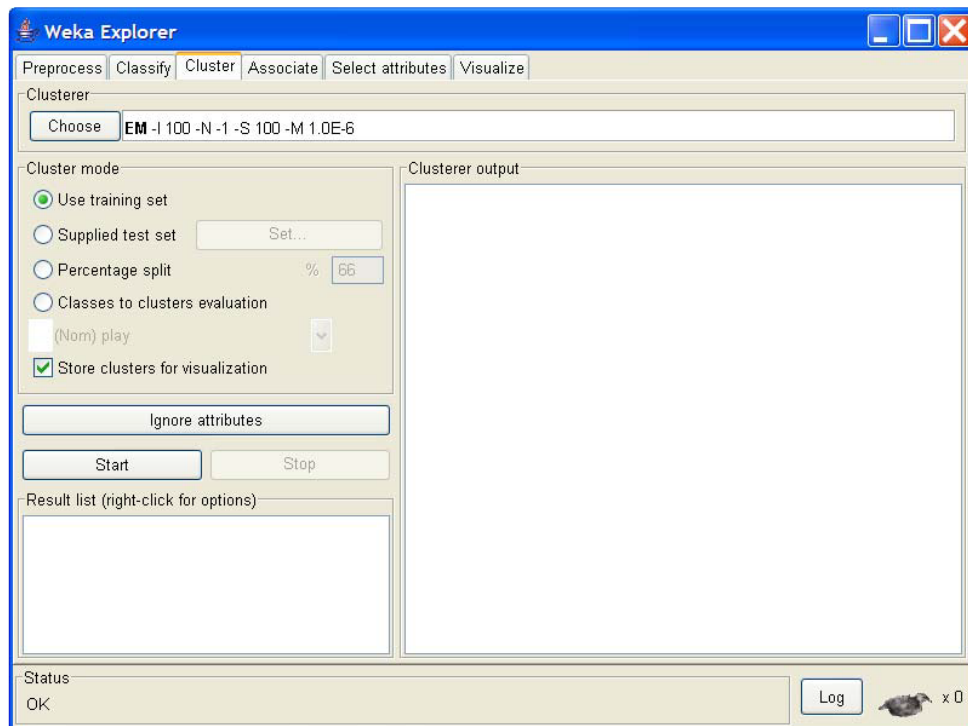 Weka Explorer
Preprocess Classify Cluster Associate Select attributes Visualize
Clusterer
Choose EM -I 100 -N -1 -S 100 -M 1.0E-6
Cluster mode
Use training set
Supplied test set Set...
Percentage split % 66
Classes to clusters evaluation
(Nom) play
Store clusters for visualization
Ignore attributes
Start Stop
Result list (right-click for options)
Clusterer output
Status
OK
Log x 0